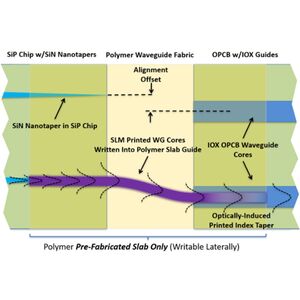 SiP Chip w/SiN Nanotapers
Polymer Waveguide Fabric
OPCB w/IOX Guides
Alignment
Offset
SiN Nanotaper in SiP Chip
SLM Printed WG Cores
Written Into Polymer Slab Guide
IOX OPCB Waveguide
Cores
Optically-Induced
Printed Index Taper
Polymer Pre-Fabricated Slab Only (Writable Laterally)